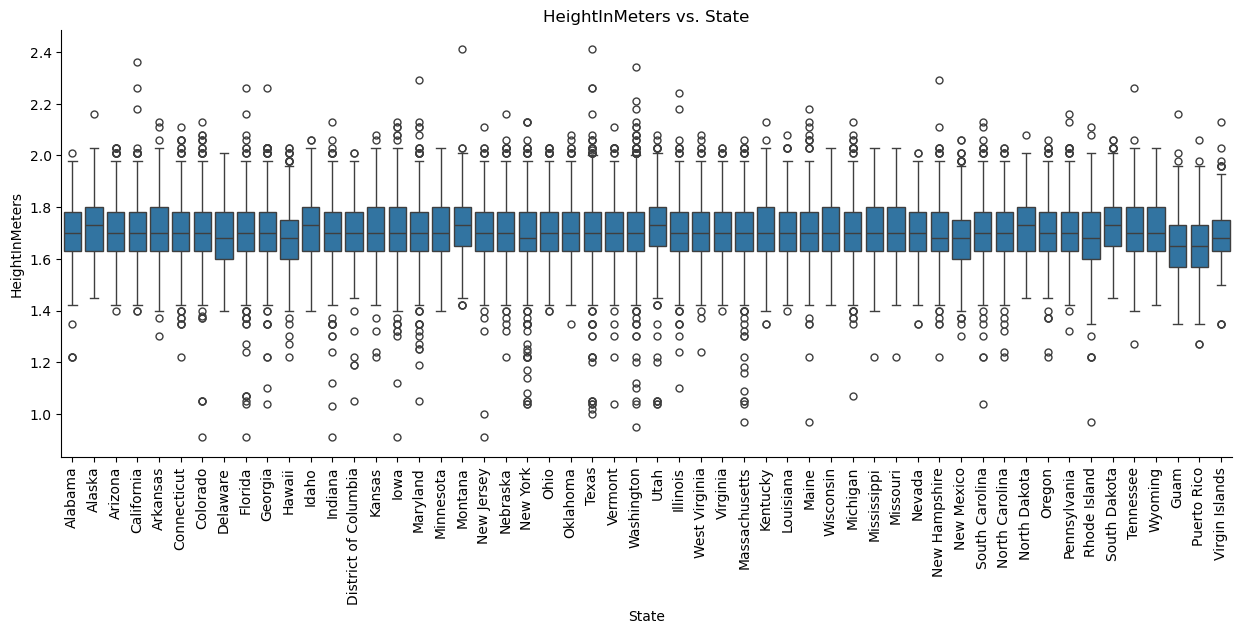 HeightInMeters vs. State
HeightInMeters
2.4
2.2
2.0
1.8
1.6
1.4
1.2
1.0
Alabama
Alaska
Arizona
California
Arkansas
Connecticut
Colorado
Delaware
Florida
Georgia
Hawaii
Idaho
Indiana
District of Columbia
Kansas
Iowa
Maryland
Minnesota
Montana
New Jersey
Nebraska
New York
Ohio
Oklahoma
Texas
Vermont
Washington
Utah
Illinois
West Virginia
Virginia
Massachusetts
Kentucky
Louisiana
Maine
Wisconsin
Michigan
Mississippi
Missouri
Nevada
New Hampshire
New Mexico
South Carolina
North Carolina
North Dakota
Oregon
Pennsylvania
Rhode Island
South Dakota
Tennessee
Wyoming
Guam
Puerto Rico
Virgin Islands
State